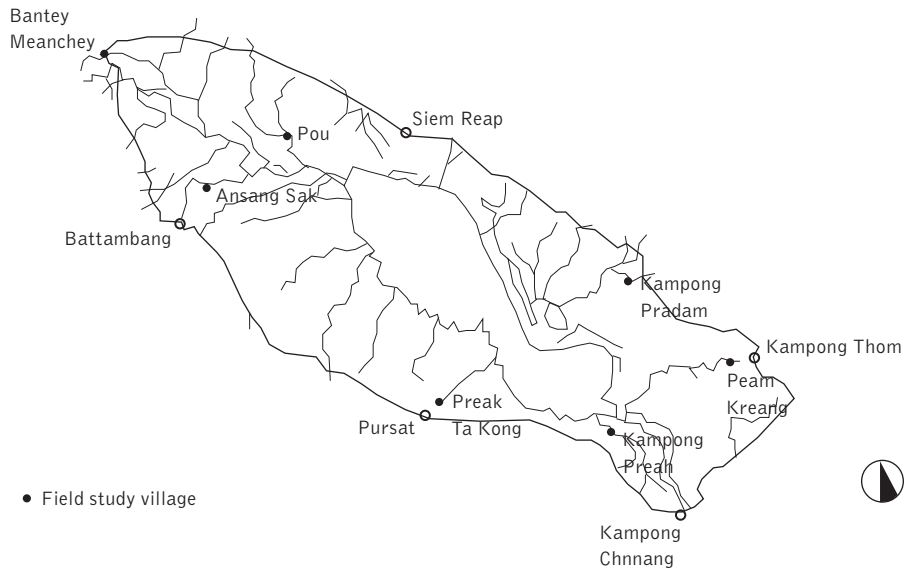 Bantey
Meanchey
Siem Reap
Pou
Ansang Sak
Battambang
Kampong
Pradam
Kampong Thom
Peam
Kreang
Preak
Ta Kong
Pursat
Kampong
Preah
Field study village
Kampong
Chnnang